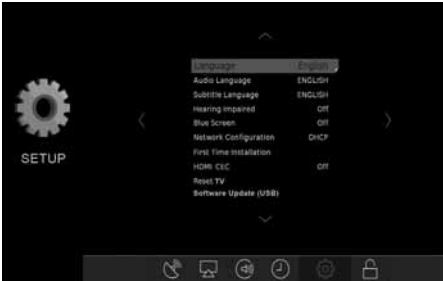 Language English
Audio Language ENGLISH
Subtitle Language ENGLISH
Hearing Impaired Off
Blue Screen Off
Network Configuration DHCP
First Time Installation
HDMI CEC Off
Reset TV
Software Update (USB)
SETUP